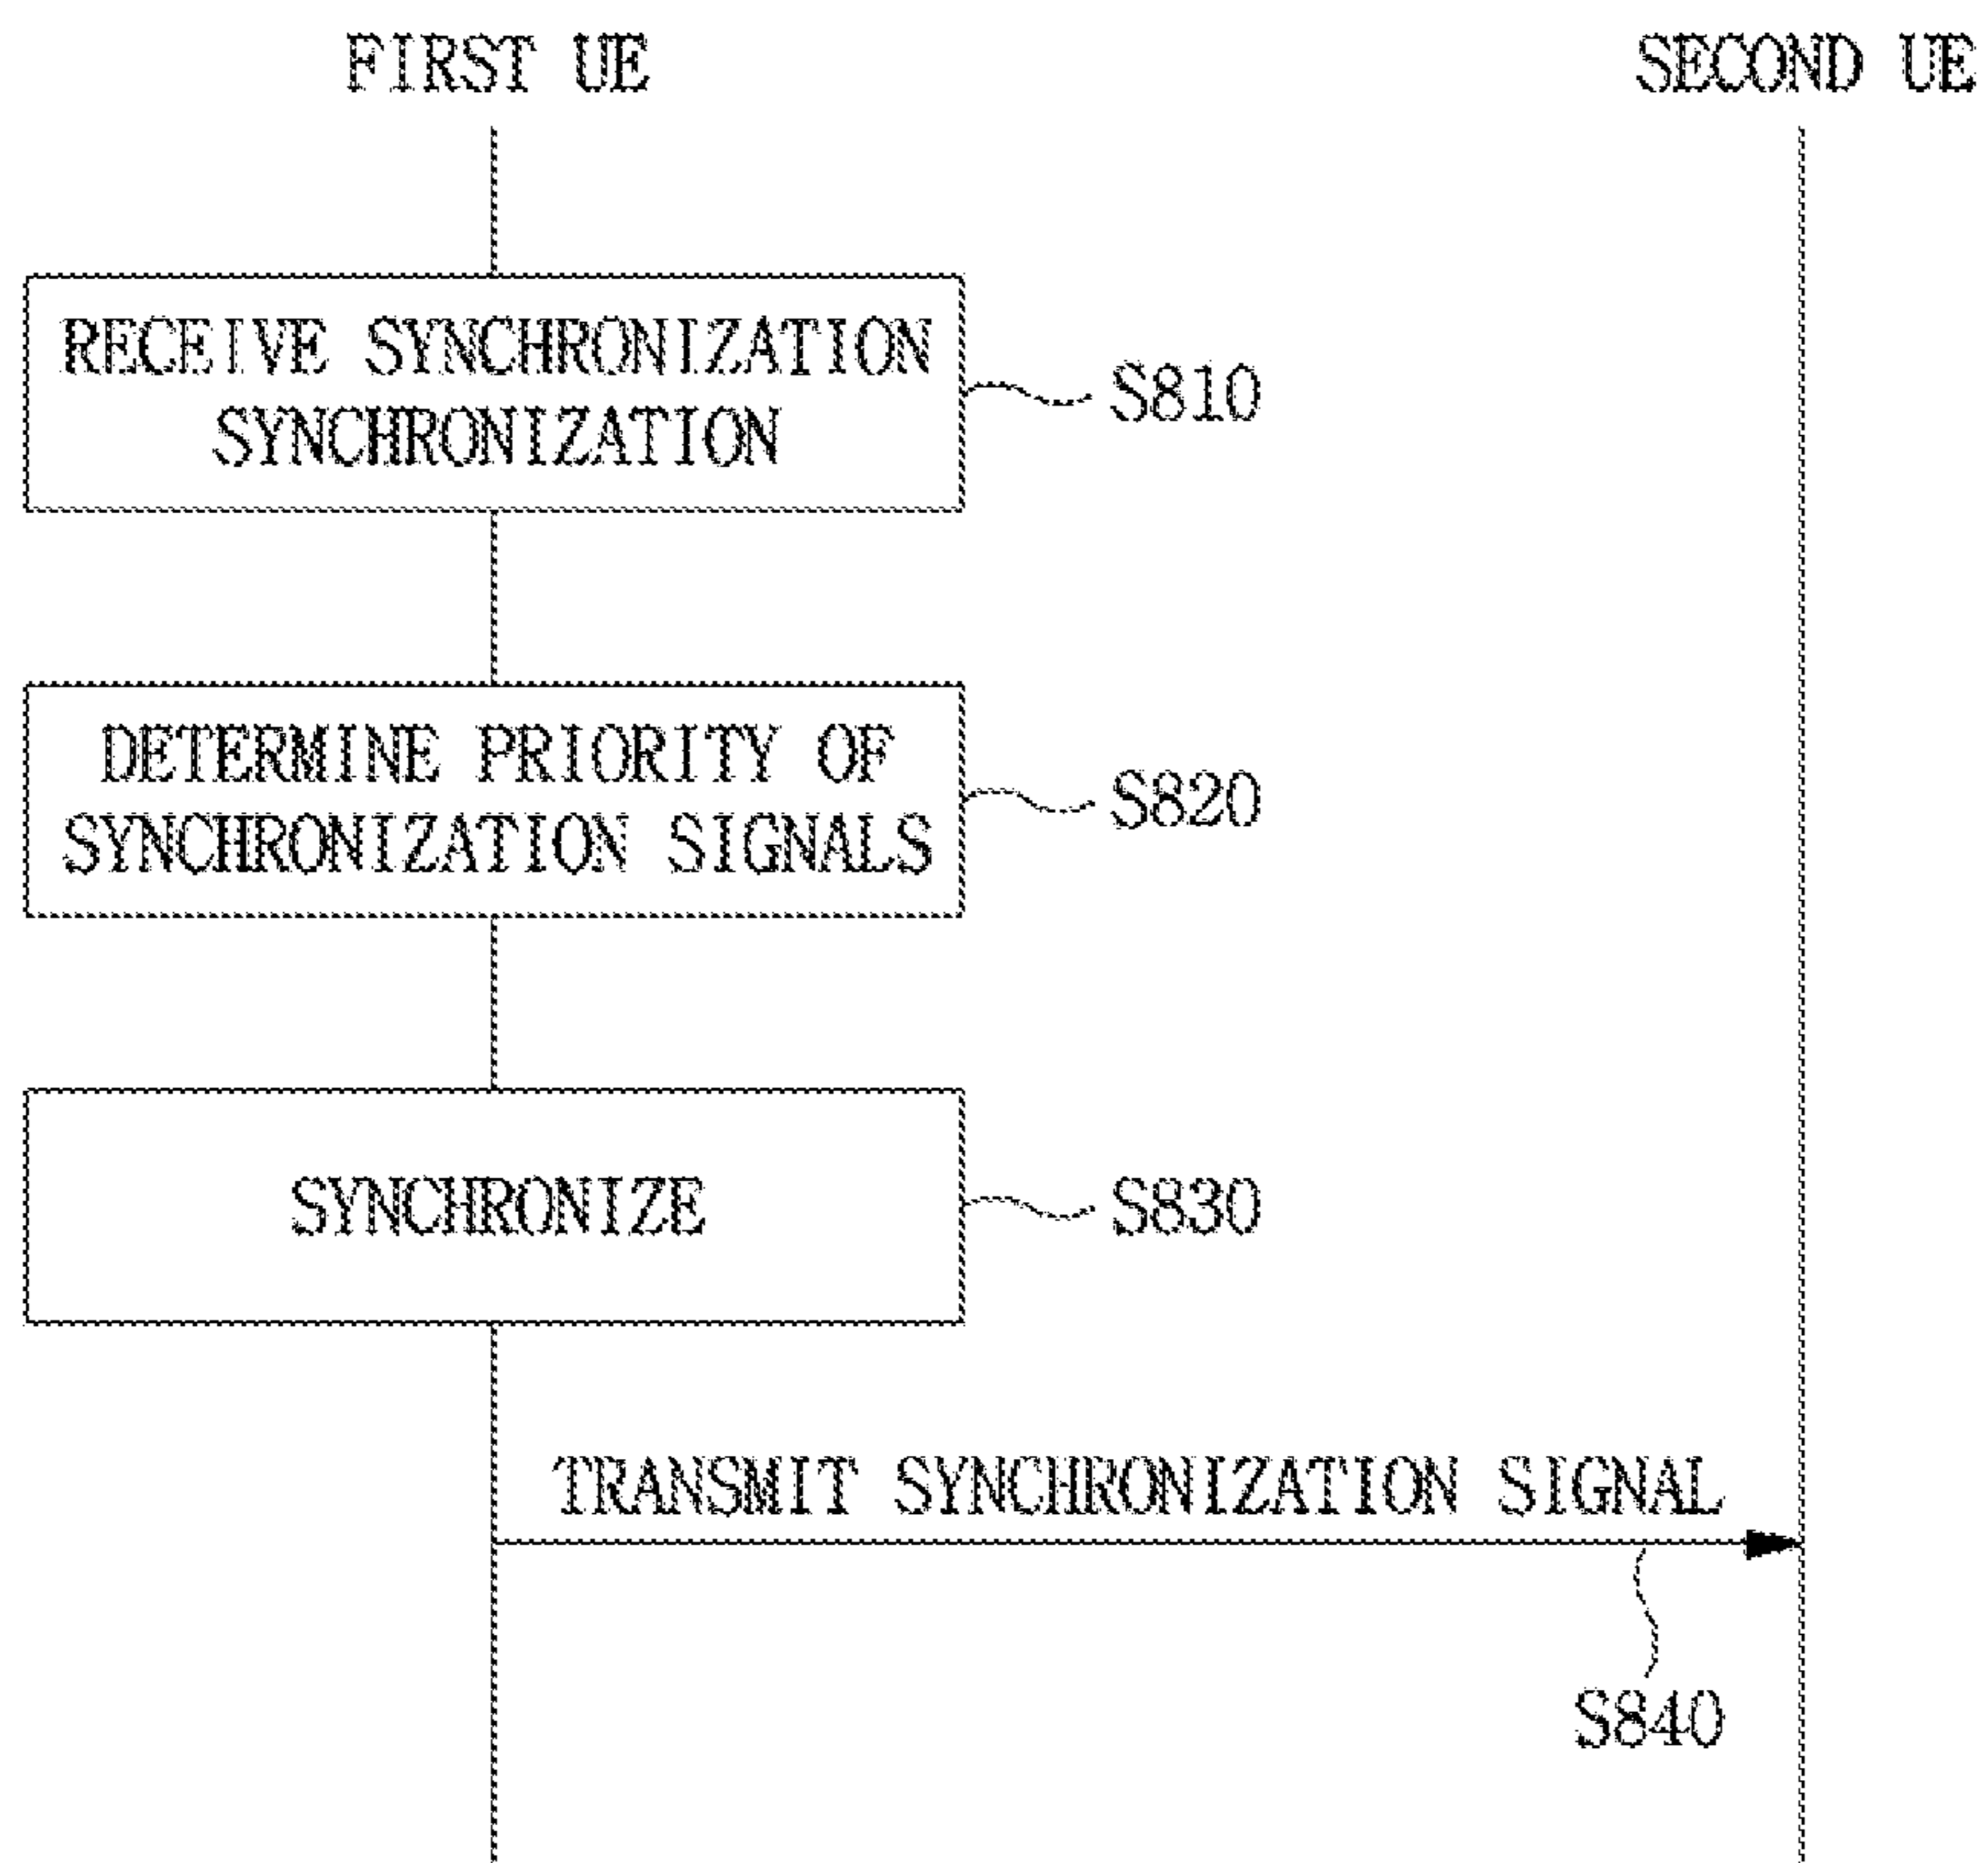 FIRST UE
SECOND UE
RECEIVE SYNCHRONIZATION
SYNCHRONIZATION
S810
DETERMINE PRIORITY OF
SYNCHRONIZATION SIGNALS
S820
SYNCHRONIZE
S830
TRANSMIT SYNCHRONIZATION SIGNAL
S840